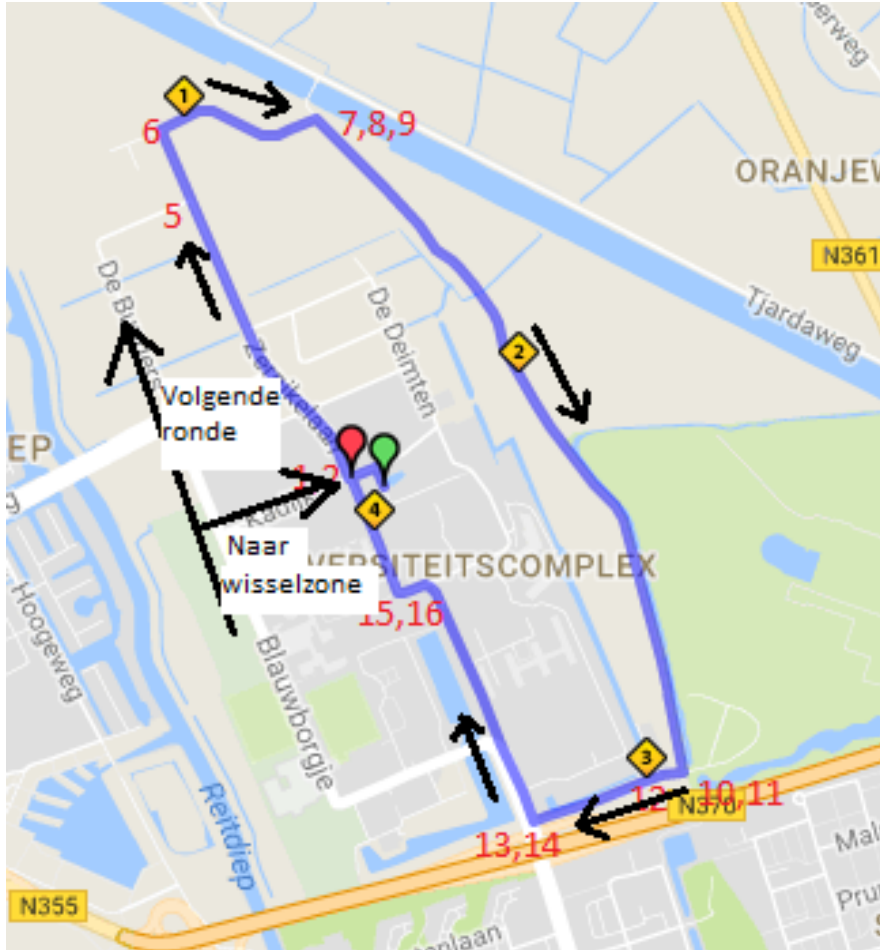 1
6
7,8,9
ORANJEW
N361
5
De Deimten
Tjardaweg
2
Volgende
ronde
Zernikelaan
EP
1,2
4
Naar
wisselzone
VERSITEITSCOMPLEX
15,16
Hoogeweg
Blauwborgje
Reitdiep
3
12
10,11
N370
13,14
N355